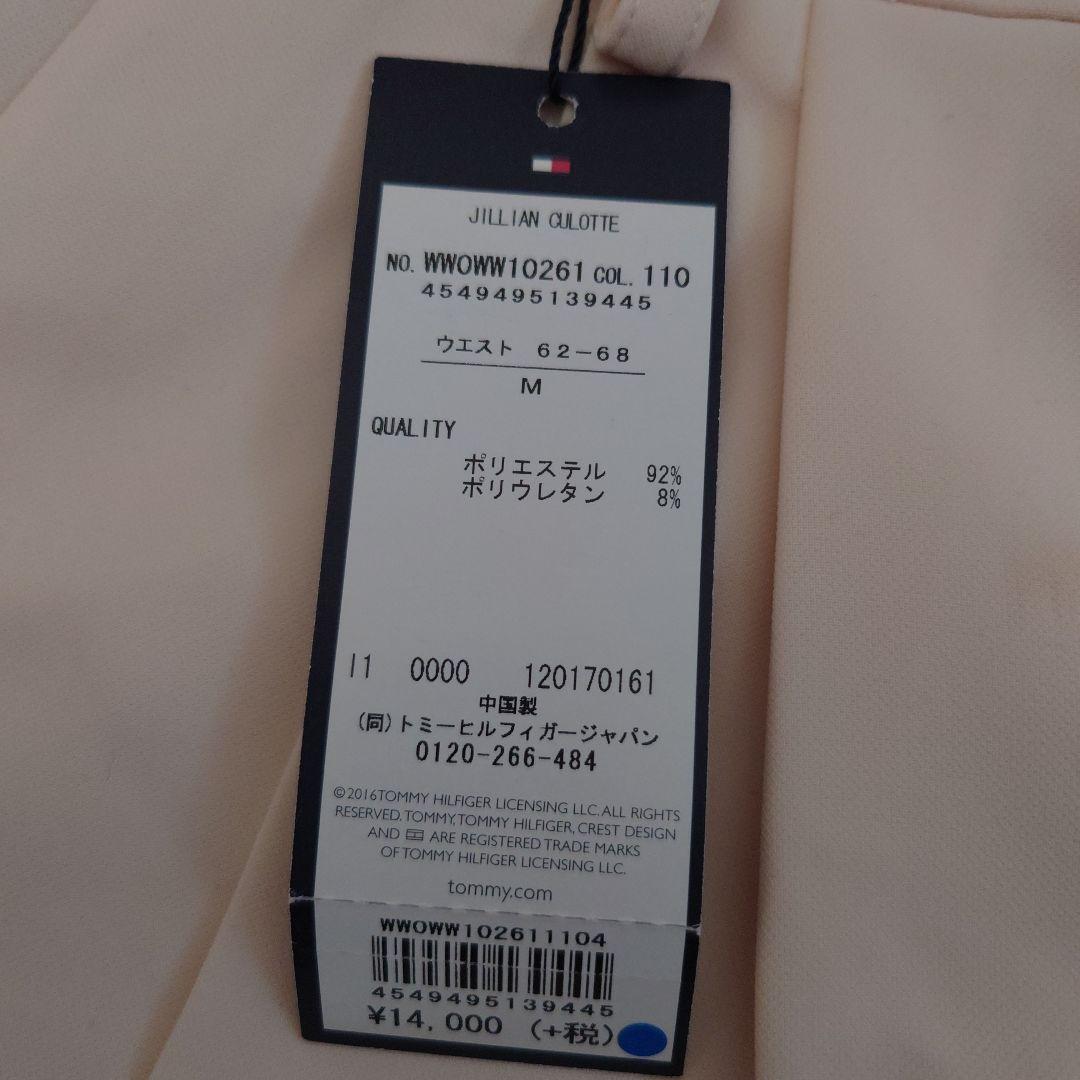 JILLIAN CULOTTE
NO. WW0WW10261 COL. 110
4549495139445
ウエスト 62-68
M
QUALITY
ポリエステル 92%
ポリウレタン 8%
I1 0000 120170161
中国製
(同)トミーヒルフィガージャパン
0120-266-484
©2016 TOMMY HILFIGER LICENSING LLC. ALL RIGHTS
RESERVED. TOMMY, TOMMY HILFIGER, CREST DESIGN
AND ARE REGISTERED TRADE MARKS
OF TOMMY HILFIGER LICENSING LLC.
tommy.com
WW0WW102611104
4549495139445
¥14,000 (+税)